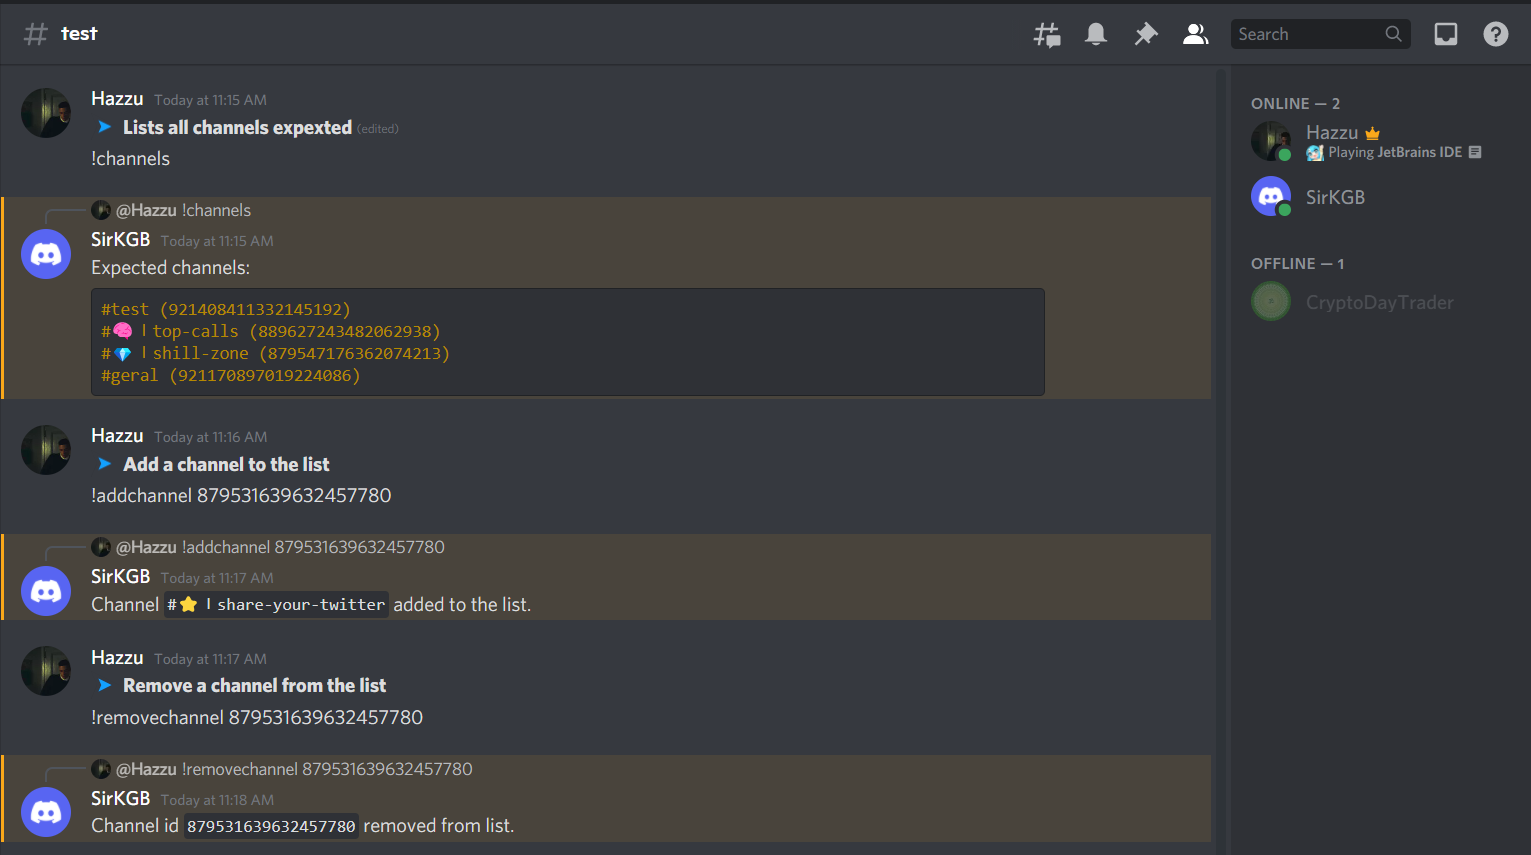 test
Search
Hazzu Today at 11:15 AM
➤ Lists all channels expexted (edited)
!channels
@Hazzu !channels
SirKGB Today at 11:15 AM
Expected channels:
#test (921408411332145192)
#🧠╵top-calls (889627243482062938)
#💎╵shill-zone (879547176362074213)
#geral (921170897019224086)
Hazzu Today at 11:16 AM
➤ Add a channel to the list
!addchannel 879531639632457780
@Hazzu !addchannel 879531639632457780
SirKGB Today at 11:17 AM
Channel #⭐╵share-your-twitter added to the list.
Hazzu Today at 11:17 AM
➤ Remove a channel from the list
!removechannel 879531639632457780
@Hazzu !removechannel 879531639632457780
SirKGB Today at 11:18 AM
Channel id 879531639632457780 removed from list.
ONLINE — 2
Hazzu
Playing JetBrains IDE
SirKGB
OFFLINE — 1
CryptoDayTrader